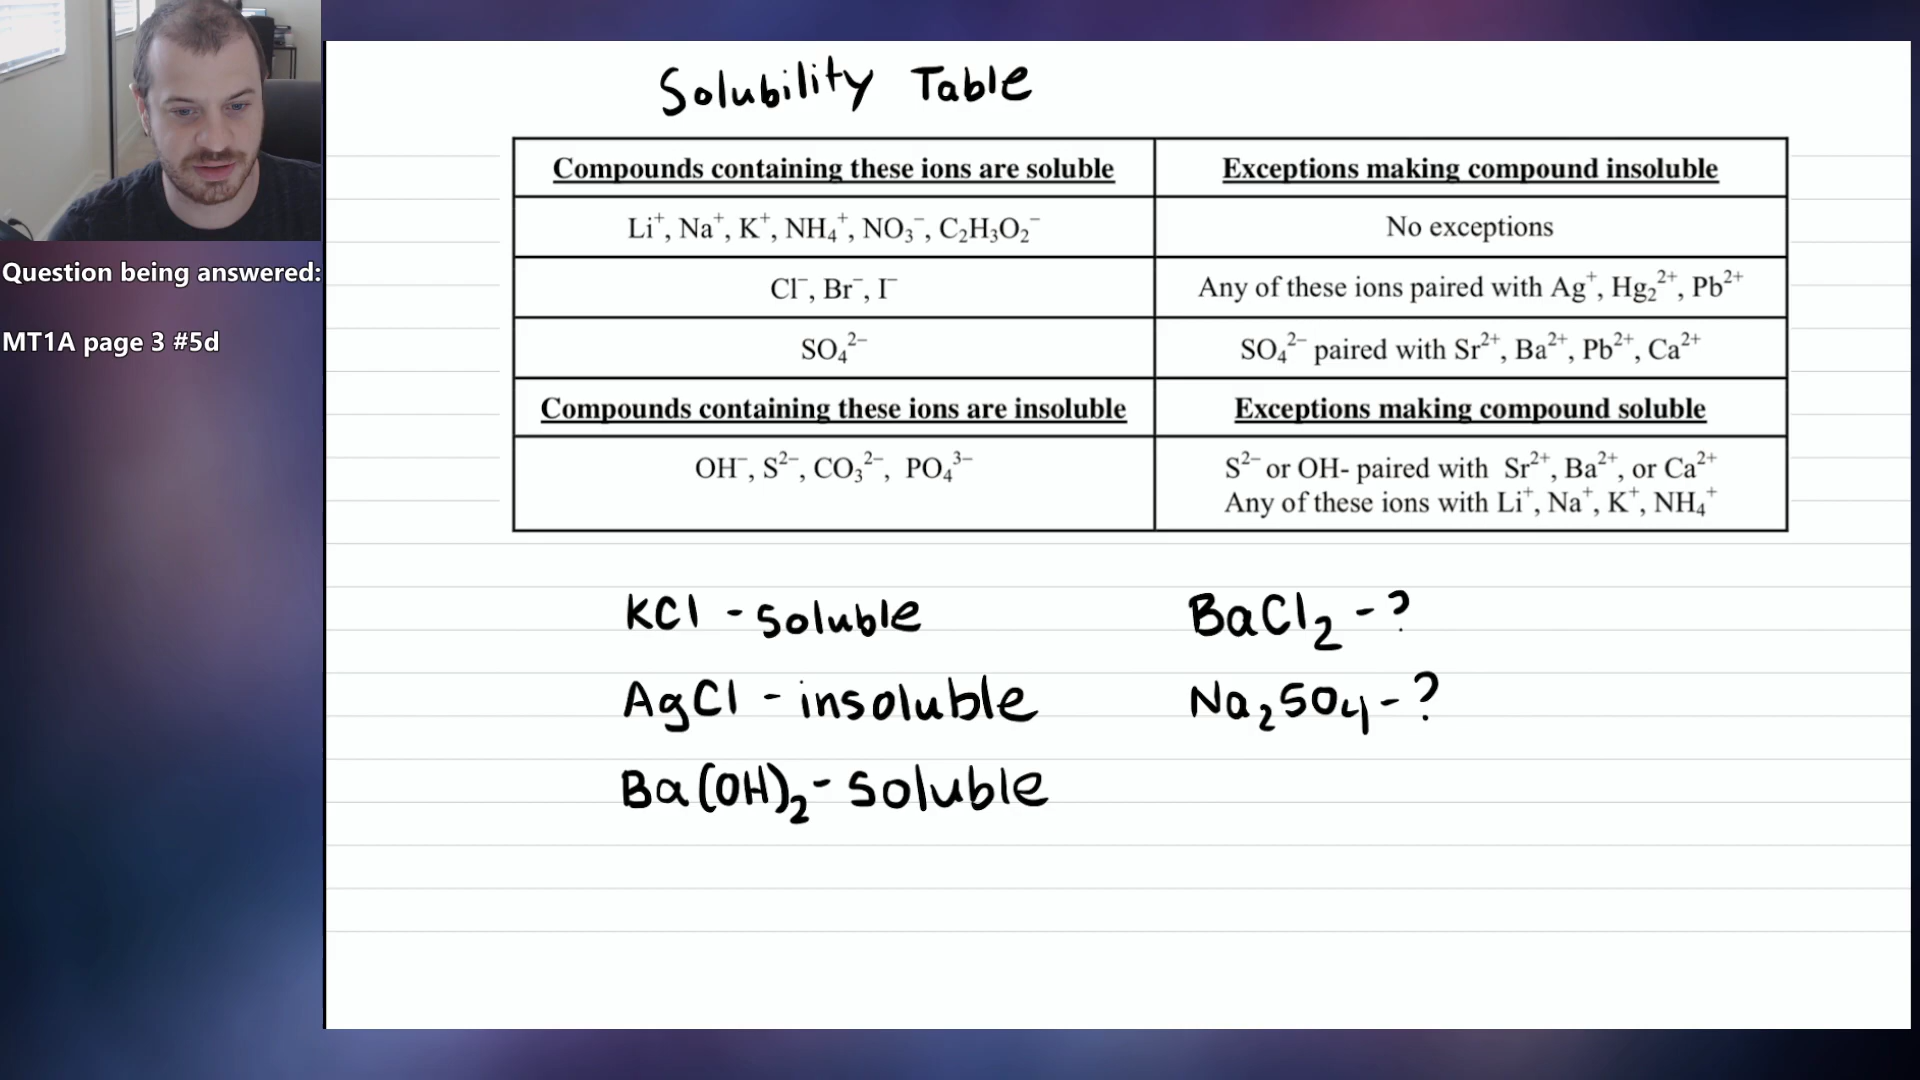 Question being answered:
MT1A page 3 #5d
Solubility Table
Compounds containing these ions are soluble
Exceptions making compound insoluble
Li⁺, Na⁺, K⁺, NH₄⁺, NO₃⁻, C₂H₃O₂⁻
No exceptions
Cl⁻, Br⁻, I⁻
Any of these ions paired with Ag⁺, Hg₂²⁺, Pb²⁺
SO₄²⁻
SO₄²⁻ paired with Sr²⁺, Ba²⁺, Pb²⁺, Ca²⁺
Compounds containing these ions are insoluble
Exceptions making compound soluble
OH⁻, S²⁻, CO₃²⁻, PO₄³⁻
S²⁻ or OH- paired with Sr²⁺, Ba²⁺, or Ca²⁺
Any of these ions with Li⁺, Na⁺, K⁺, NH₄⁺
KCl - soluble
AgCl - insoluble
Ba(OH)₂ - soluble
BaCl₂ - ?
Na₂SO₄ - ?